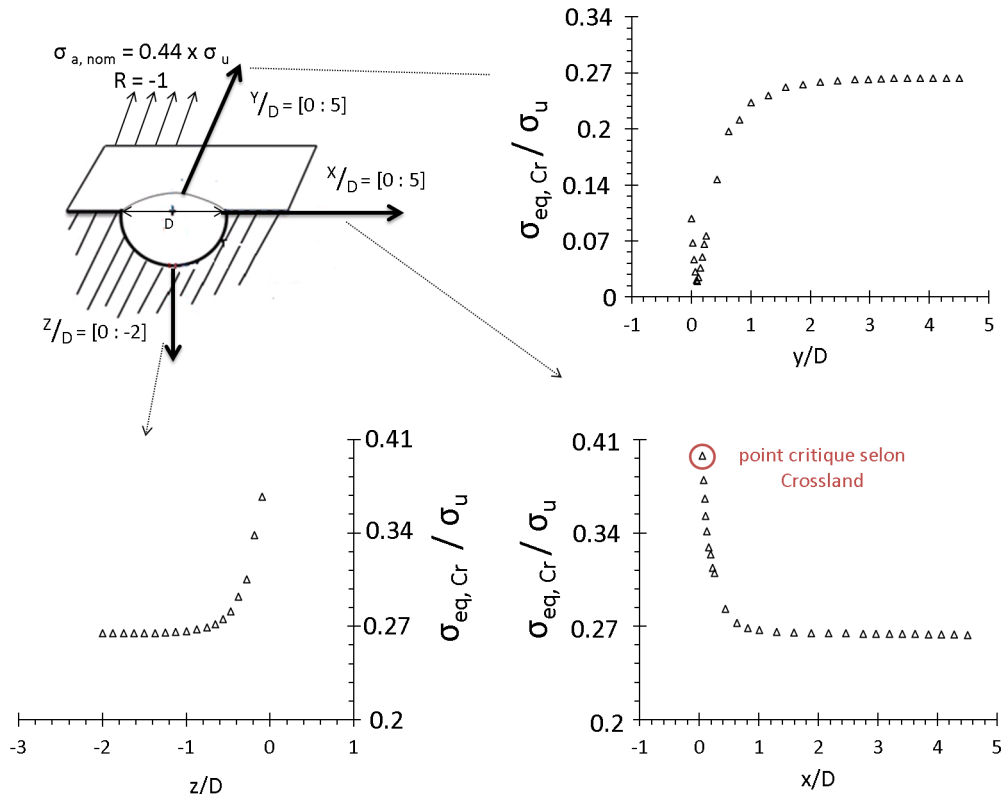 σ a, nom = 0.44 x σ u
R = -1
Y/D = [0 : 5]
X/D = [0 : 5]
D
Z/D = [0 : -2]
σeq, Cr / σu
0.34
0.27
0.2
0.14
0.07
0
-1 0 1 2 3 4 5
y/D
0.41
0.34
0.27
0.2
σeq, Cr / σu
-3 -2 -1 0 1
z/D
σeq, Cr / σu
0.41
0.34
0.27
0.2
point critique selon
Crossland
-1 0 1 2 3 4 5
x/D